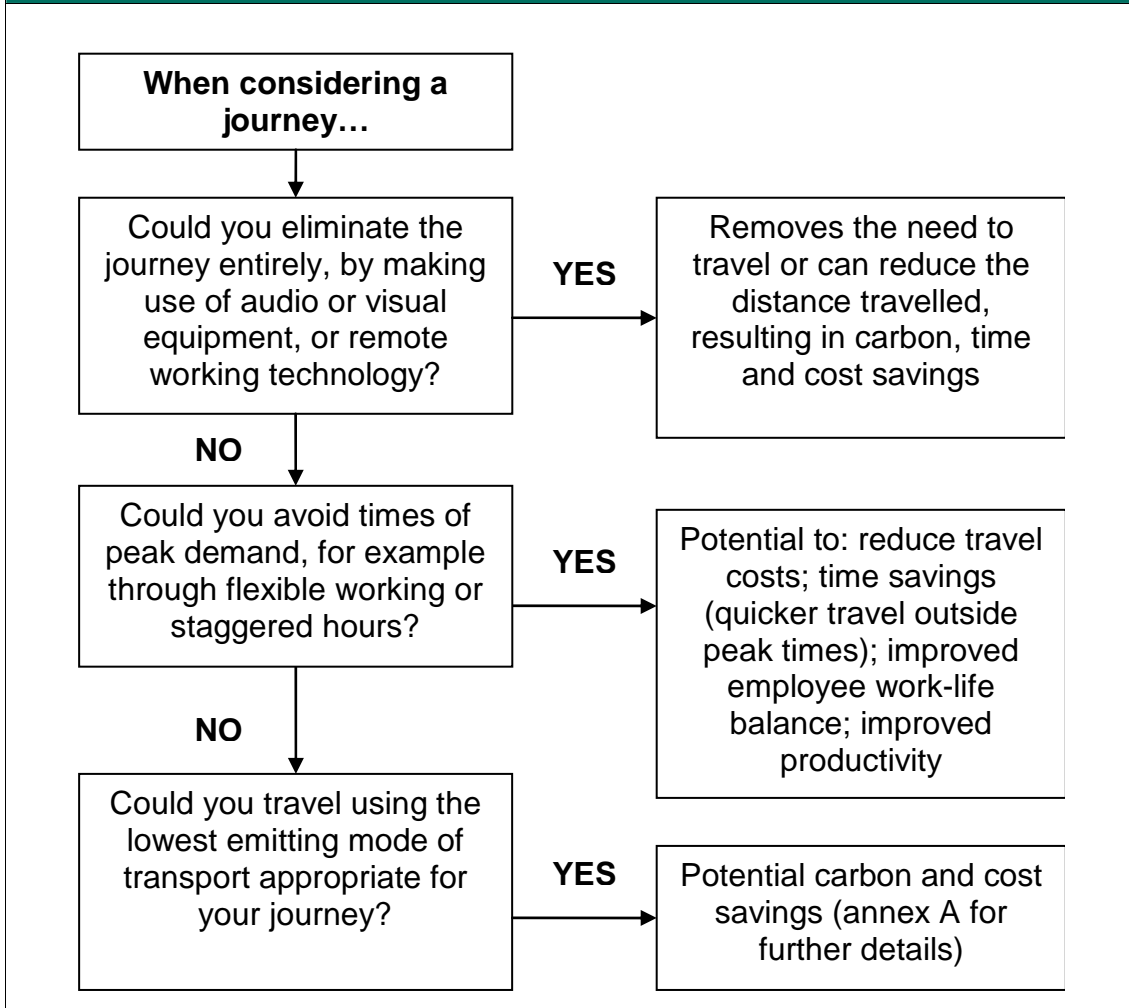 When considering a
journey…
Could you eliminate the
journey entirely, by making
use of audio or visual
equipment, or remote
working technology?
YES
Removes the need to
travel or can reduce the
distance travelled,
resulting in carbon, time
and cost savings
NO
Could you avoid times of
peak demand, for example
through flexible working or
staggered hours?
YES
Potential to: reduce travel
costs; time savings
(quicker travel outside
peak times); improved
employee work-life
balance; improved
productivity
NO
Could you travel using the
lowest emitting mode of
transport appropriate for
your journey?
YES
Potential carbon and cost
savings (annex A for
further details)